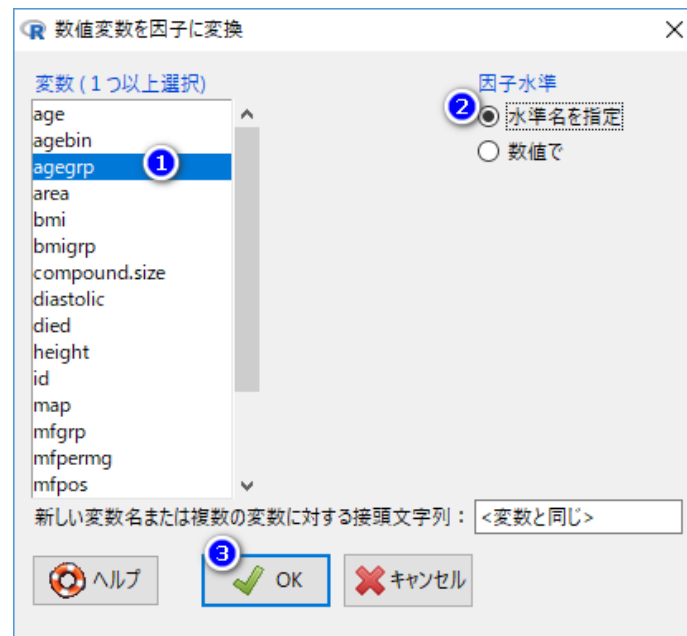 数値変数を因子に変換
変数 (1つ以上選択)
age
agebin
agegrp
1
area
bmi
bmigrp
compound.size
diastolic
died
height
id
map
mfgrp
mfpermg
mfpos
因子水準
2
水準名を指定
数値で
新しい変数名または複数の変数に対する接頭文字列： <変数と同じ>
3
ヘルプ
OK
キャンセル